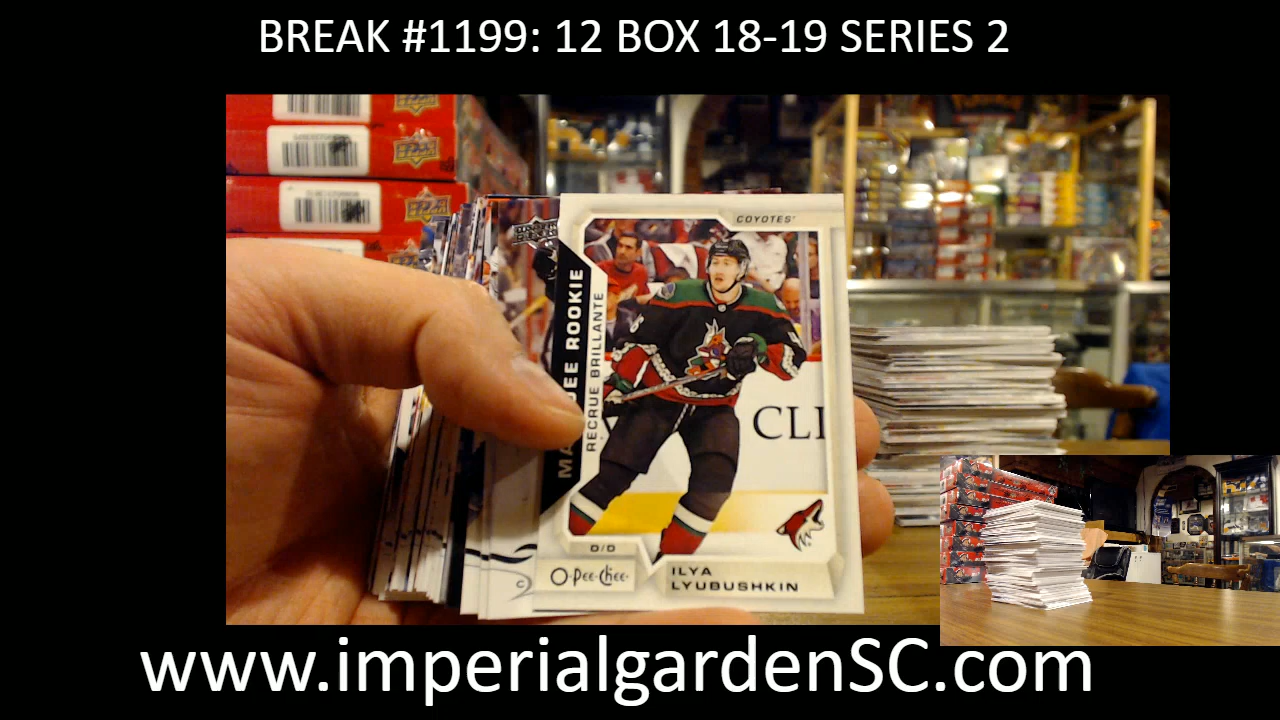 BREAK #1199: 12 BOX 18-19 SERIES 2
COYOTES
RECRUE BRILLANTE
ROOKIE
CLI
D/D
O-Pee-Chee
ILYA
LYUBUSHKIN
www.imperialgardenSC.com